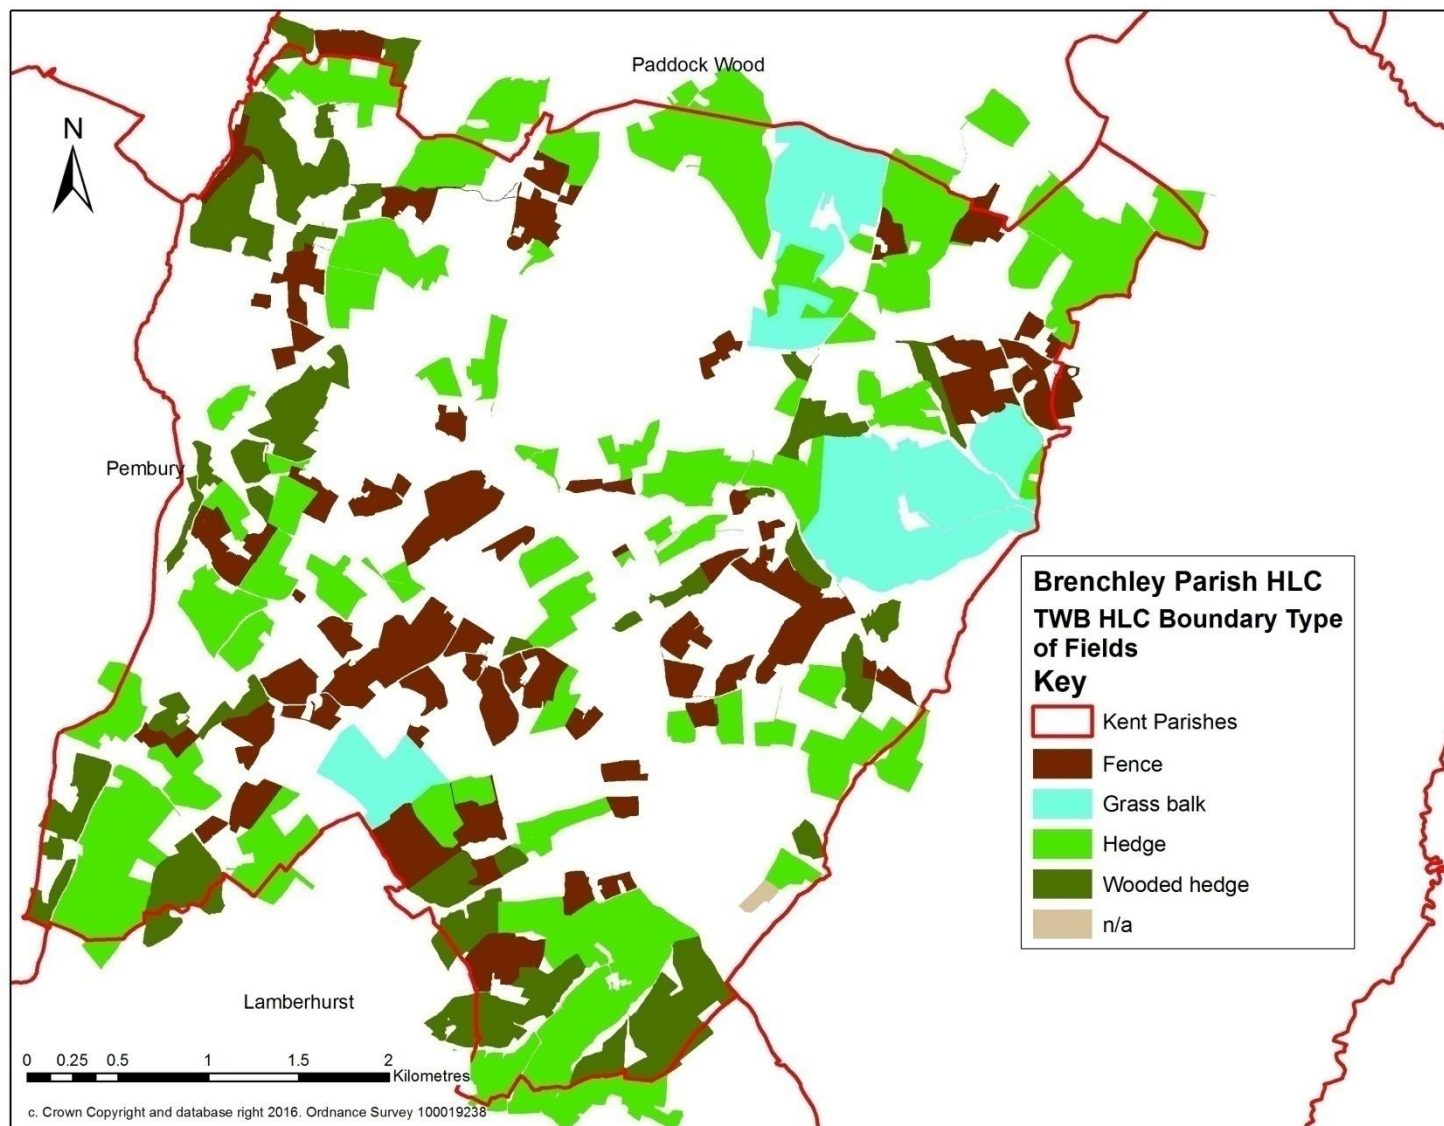 Paddock Wood
N
Pembury
Brenchley Parish HLC
TWB HLC Boundary Type
of Fields
Key
Kent Parishes
Fence
Grass balk
Hedge
Wooded hedge
n/a
Lamberhurst
0 0.25 0.5 1 1.5 2
Kilometres
c. Crown Copyright and database right 2016. Ordnance Survey 100019238